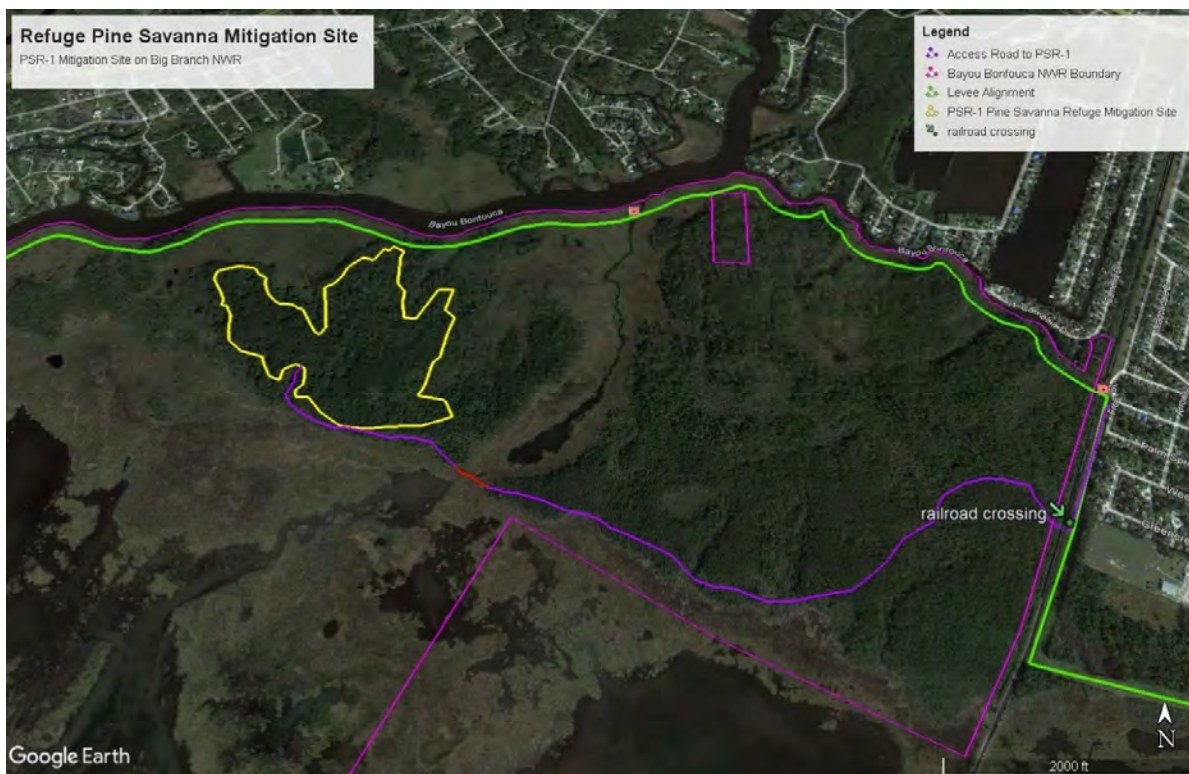 Refuge Pine Savanna Mitigation Site
PSR-1 Mitigation Site on Big Branch NWR
Legend
Access Road to PSR-1
Bayou Bonfouca NWR Boundary
Levee Alignment
PSR-1 Pine Savanna Refuge Mitigation Site
railroad crossing
Bayou Bonfouca
Bayou Bonfouca
railroad crossing
N
2000 ft
Google Earth